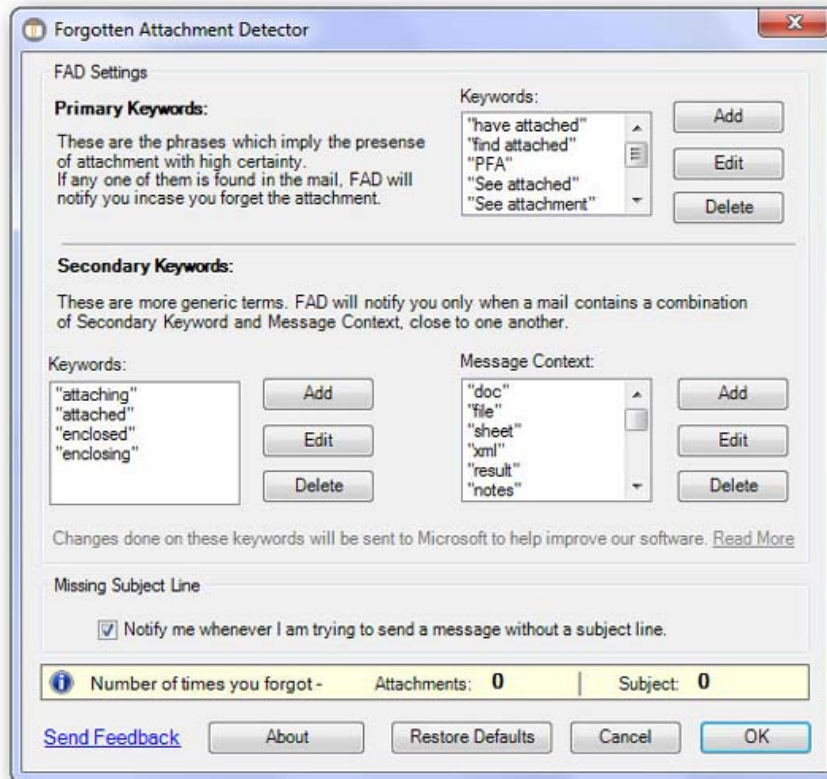 Forgotten Attachment Detector
FAD Settings
Primary Keywords:
These are the phrases which imply the presense
of attachment with high certainty.
If any one of them is found in the mail, FAD will
notify you incase you forget the attachment.
Keywords:
"have attached"
"find attached"
"PFA"
"See attached"
"See attachment"
Add
Edit
Delete
Secondary Keywords:
These are more generic terms. FAD will notify you only when a mail contains a combination
of Secondary Keyword and Message Context, close to one another.
Keywords:
"attaching"
"attached"
"enclosed"
"enclosing"
Add
Edit
Delete
Message Context:
"doc"
"file"
"sheet"
"xml"
"result"
"notes"
Add
Edit
Delete
Changes done on these keywords will be sent to Microsoft to help improve our software. Read More
Missing Subject Line
Notify me whenever I am trying to send a message without a subject line.
Number of times you forgot - Attachments: 0 | Subject: 0
Send Feedback About Restore Defaults Cancel OK